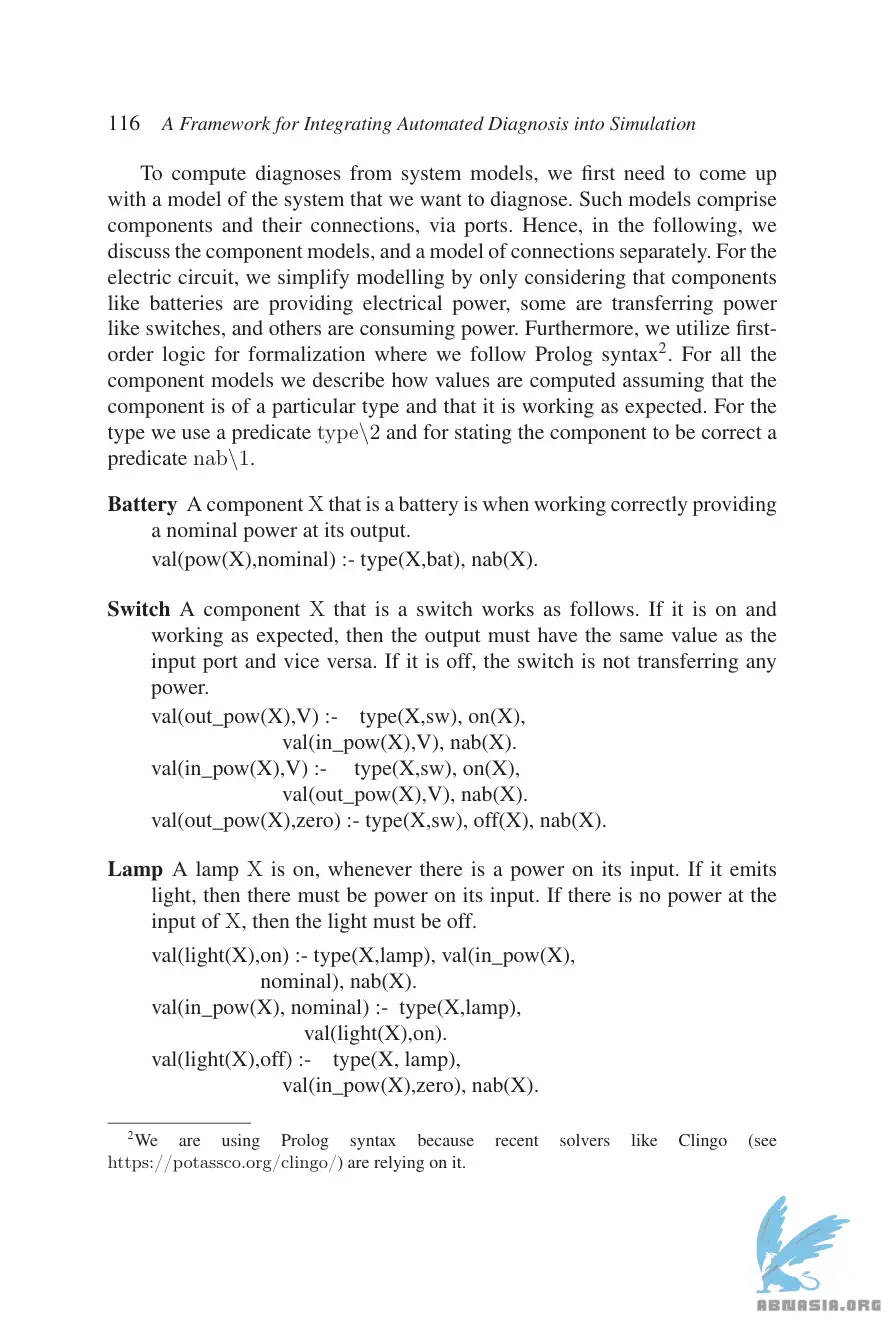 116 A Framework for Integrating Automated Diagnosis into Simulation
To compute diagnoses from system models, we first need to come up
with a model of the system that we want to diagnose. Such models comprise
components and their connections, via ports. Hence, in the following, we
discuss the component models, and a model of connections separately. For the
electric circuit, we simplify modelling by only considering that components
like batteries are providing electrical power, some are transferring power
like switches, and others are consuming power. Furthermore, we utilize first-
order logic for formalization where we follow Prolog syntax2. For all the
component models we describe how values are computed assuming that the
component is of a particular type and that it is working as expected. For the
type we use a predicate type\2 and for stating the component to be correct a
predicate nab\1.
Battery A component X that is a battery is when working correctly providing
a nominal power at its output.
val(pow(X),nominal) :- type(X,bat), nab(X).
Switch A component X that is a switch works as follows. If it is on and
working as expected, then the output must have the same value as the
input port and vice versa. If it is off, the switch is not transferring any
power.
val(out_pow(X),V) :- type(X,sw), on(X),
val(in_pow(X),V), nab(X).
val(in_pow(X),V) :- type(X,sw), on(X),
val(out_pow(X),V), nab(X).
val(out_pow(X),zero) :- type(X,sw), off(X), nab(X).
Lamp A lamp X is on, whenever there is a power on its input. If it emits
light, then there must be power on its input. If there is no power at the
input of X, then the light must be off.
val(light(X),on) :- type(X,lamp), val(in_pow(X),
nominal), nab(X).
val(in_pow(X), nominal) :- type(X,lamp),
val(light(X),on).
val(light(X),off) :- type(X, lamp),
val(in_pow(X),zero), nab(X).
2We are using Prolog syntax because recent solvers like Clingo (see
https://potassco.org/clingo/) are relying on it.
ABNASIA.ORG